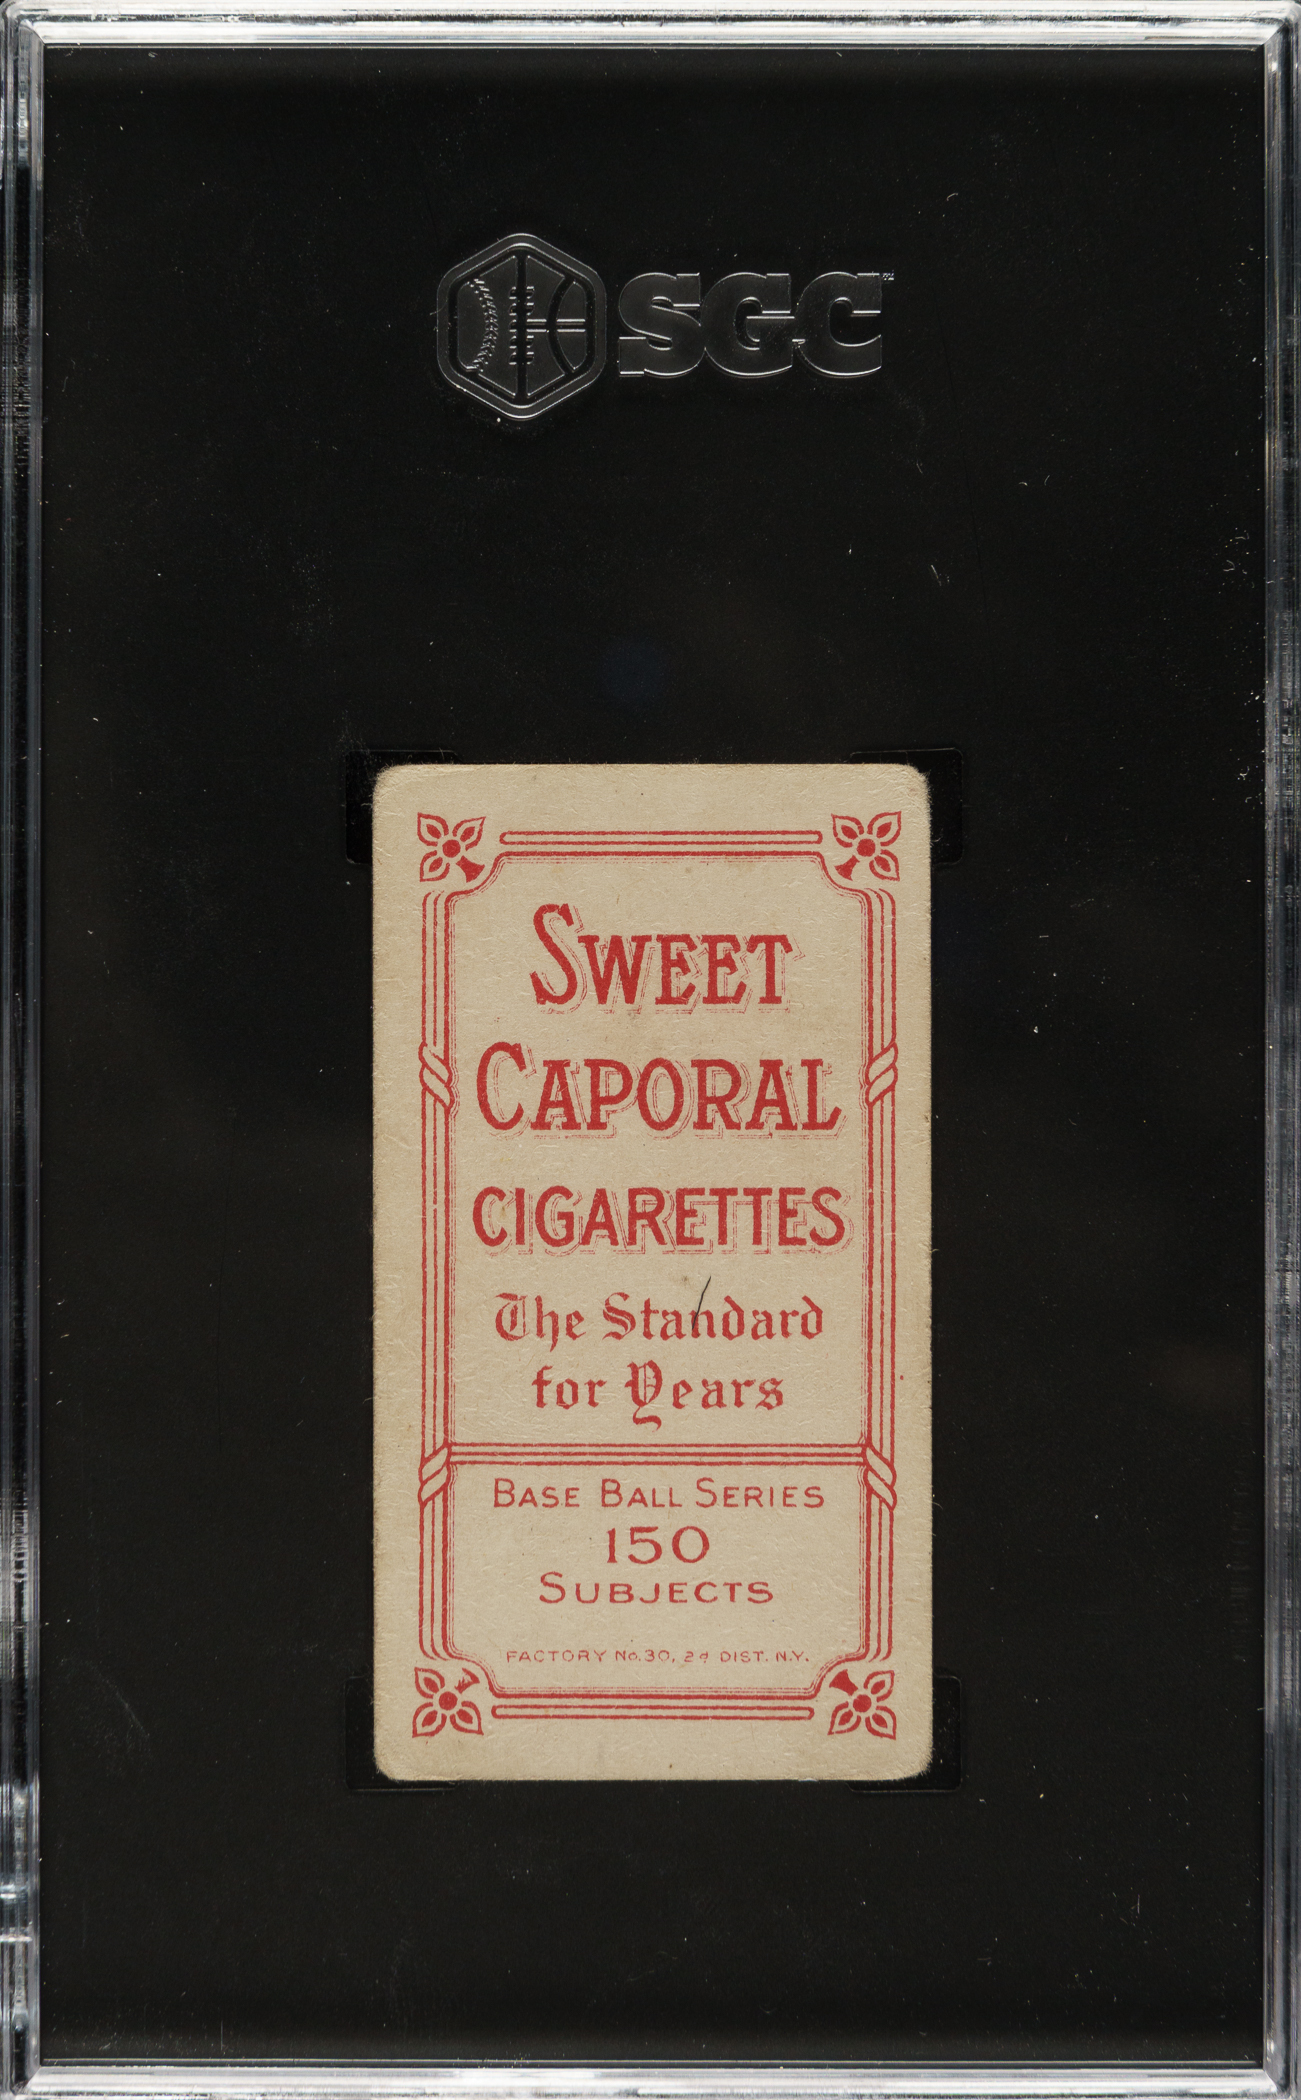 SGC
SWEET
CAPORAL
CIGARETTES
The Standard
for Years
BASE BALL SERIES
150
SUBJECTS
FACTORY No. 30, 2d DIST. N.Y.